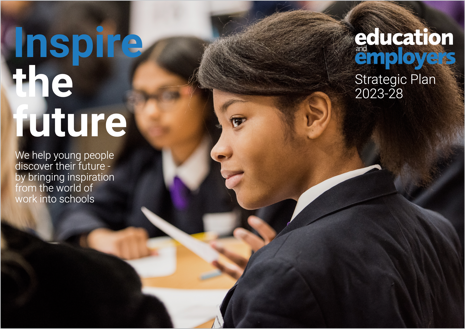 Inspire
the
future
We help young people
discover their future -
by bringing inspiration
from the world of
work into schools
education
and
employers
Strategic Plan
2023-28